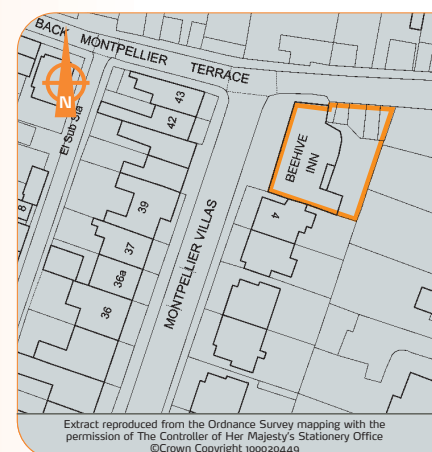 BACK MONTPELLIER TERRACE
N
El Sub Sta
43
42
39
37
36a
36
8
MONTPELLIER VILLAS
BEEHIVE
INN
4
Extract reproduced from the Ordnance Survey mapping with the
permission of The Controller of Her Majesty's Stationery Office
©Crown Copyright 100020449